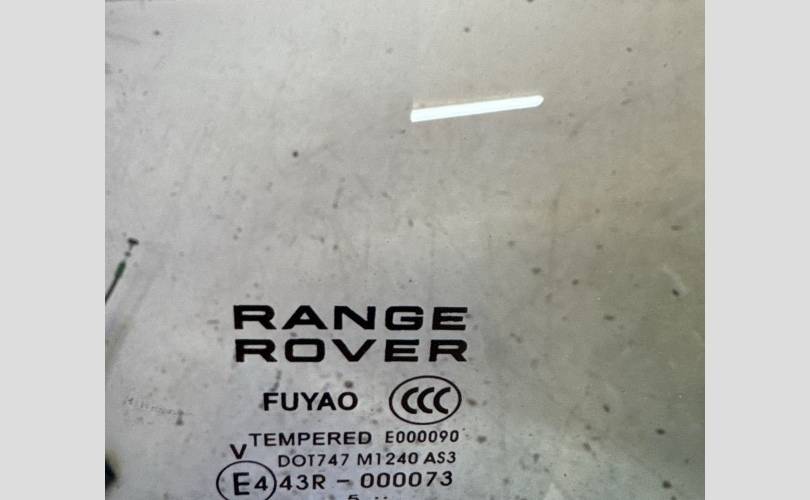 RANGE
ROVER
FUYAO CCC
TEMPERED E000090
V
DOT747 M1240 AS3
E4 43R - 000073